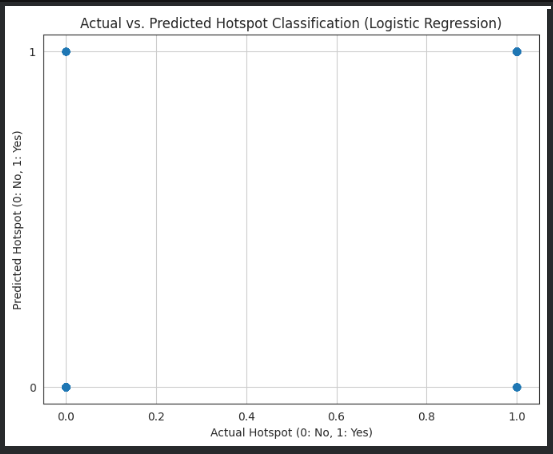 Actual vs. Predicted Hotspot Classification (Logistic Regression)
1
Predicted Hotspot (0: No, 1: Yes)
0
0.0 0.2 0.4 0.6 0.8 1.0
Actual Hotspot (0: No, 1: Yes)